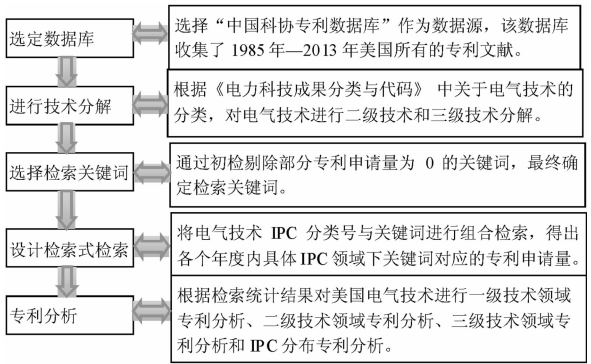 选定数据库
选择“中国科协专利数据库”作为数据源，该数据库
收集了1985年—2013年美国所有的专利文献。
进行技术分解
根据《电力科技成果分类与代码》中关于电气技术的
分类，对电气技术进行二级技术和三级技术分解。
选择检索关键词
通过初检剔除部分专利申请量为 0 的关键词，最终确
定检索关键词。
设计检索式检索
将电气技术 IPC 分类号与关键词进行组合检索，得出
各个年度内具体IPC领域下关键词对应的专利申请量。
专利分析
根据检索统计结果对美国电气技术进行一级技术领域
专利分析、二级技术领域专利分析、三级技术领域专
利分析和IPC分布专利分析。